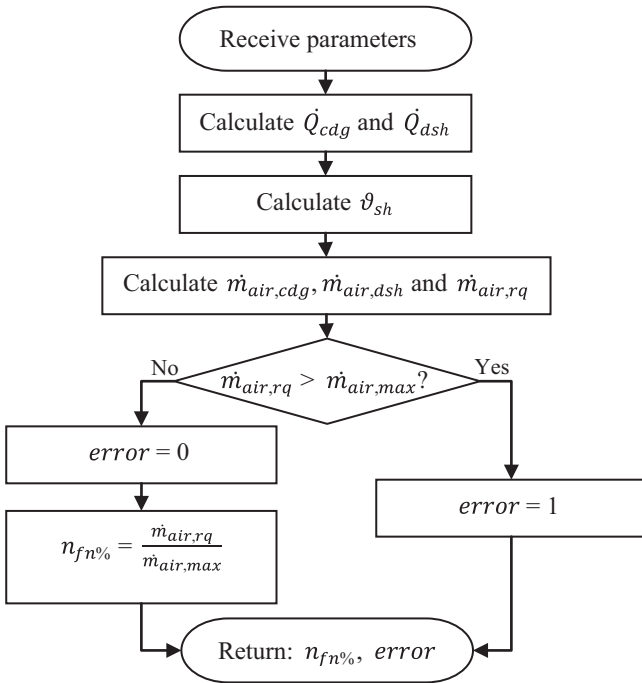 Receive parameters
Calculate Q̇_cdg and Q̇_dsh
Calculate ϑ_sh
Calculate ṁ_air,cdg, ṁ_air,dsh and ṁ_air,rq
No
ṁ_air,rq > ṁ_air,max?
Yes
error = 0
error = 1
n_fn% = ṁ_air,rq / ṁ_air,max
Return: n_fn%, error